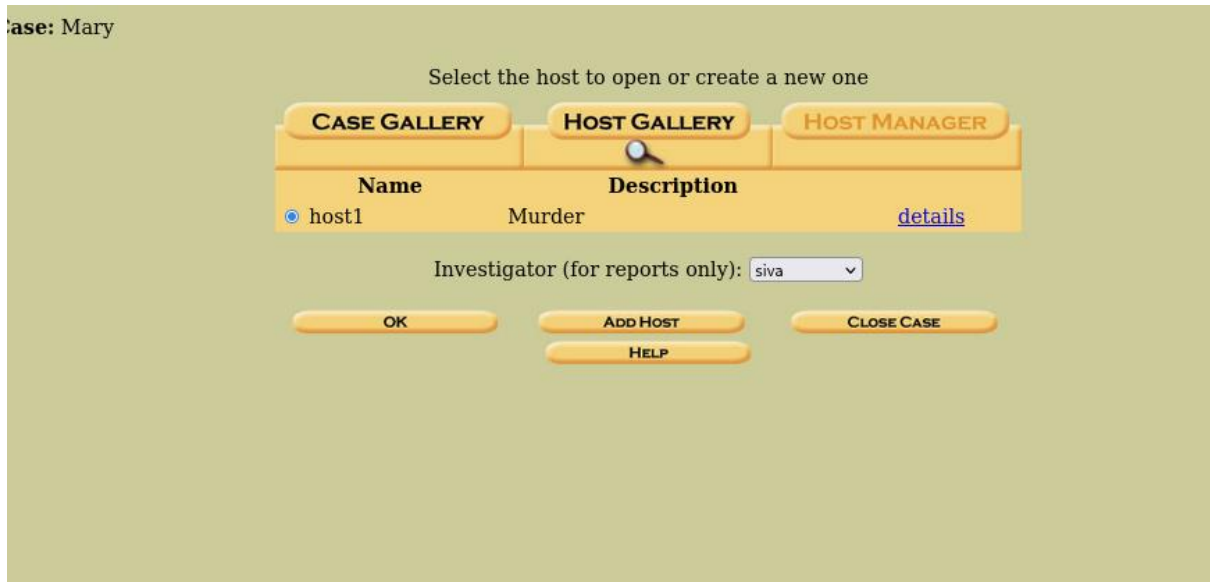 ase: Mary
Select the host to open or create a new one
CASE GALLERY HOST GALLERY HOST MANAGER
Name Description
host1 Murder details
Investigator (for reports only): siva
OK ADD HOST CLOSE CASE
HELP